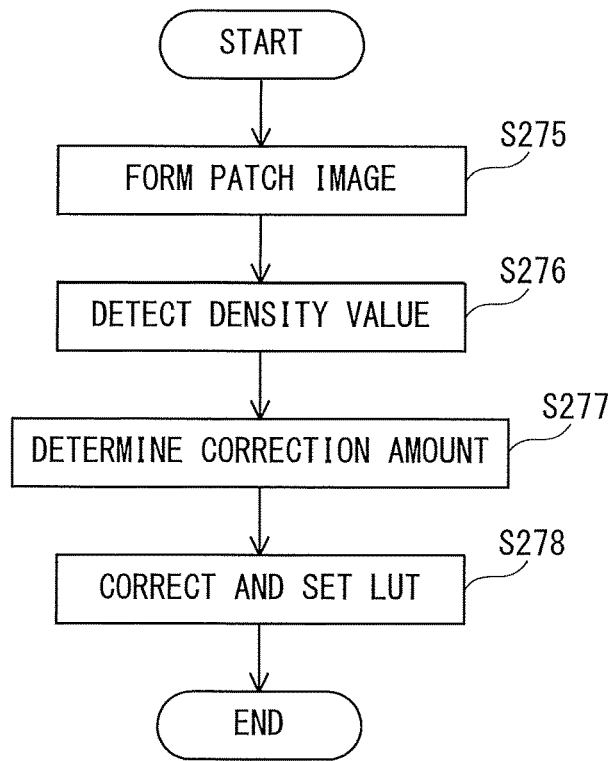 START
S275
FORM PATCH IMAGE
S276
DETECT DENSITY VALUE
S277
DETERMINE CORRECTION AMOUNT
S278
CORRECT AND SET LUT
END